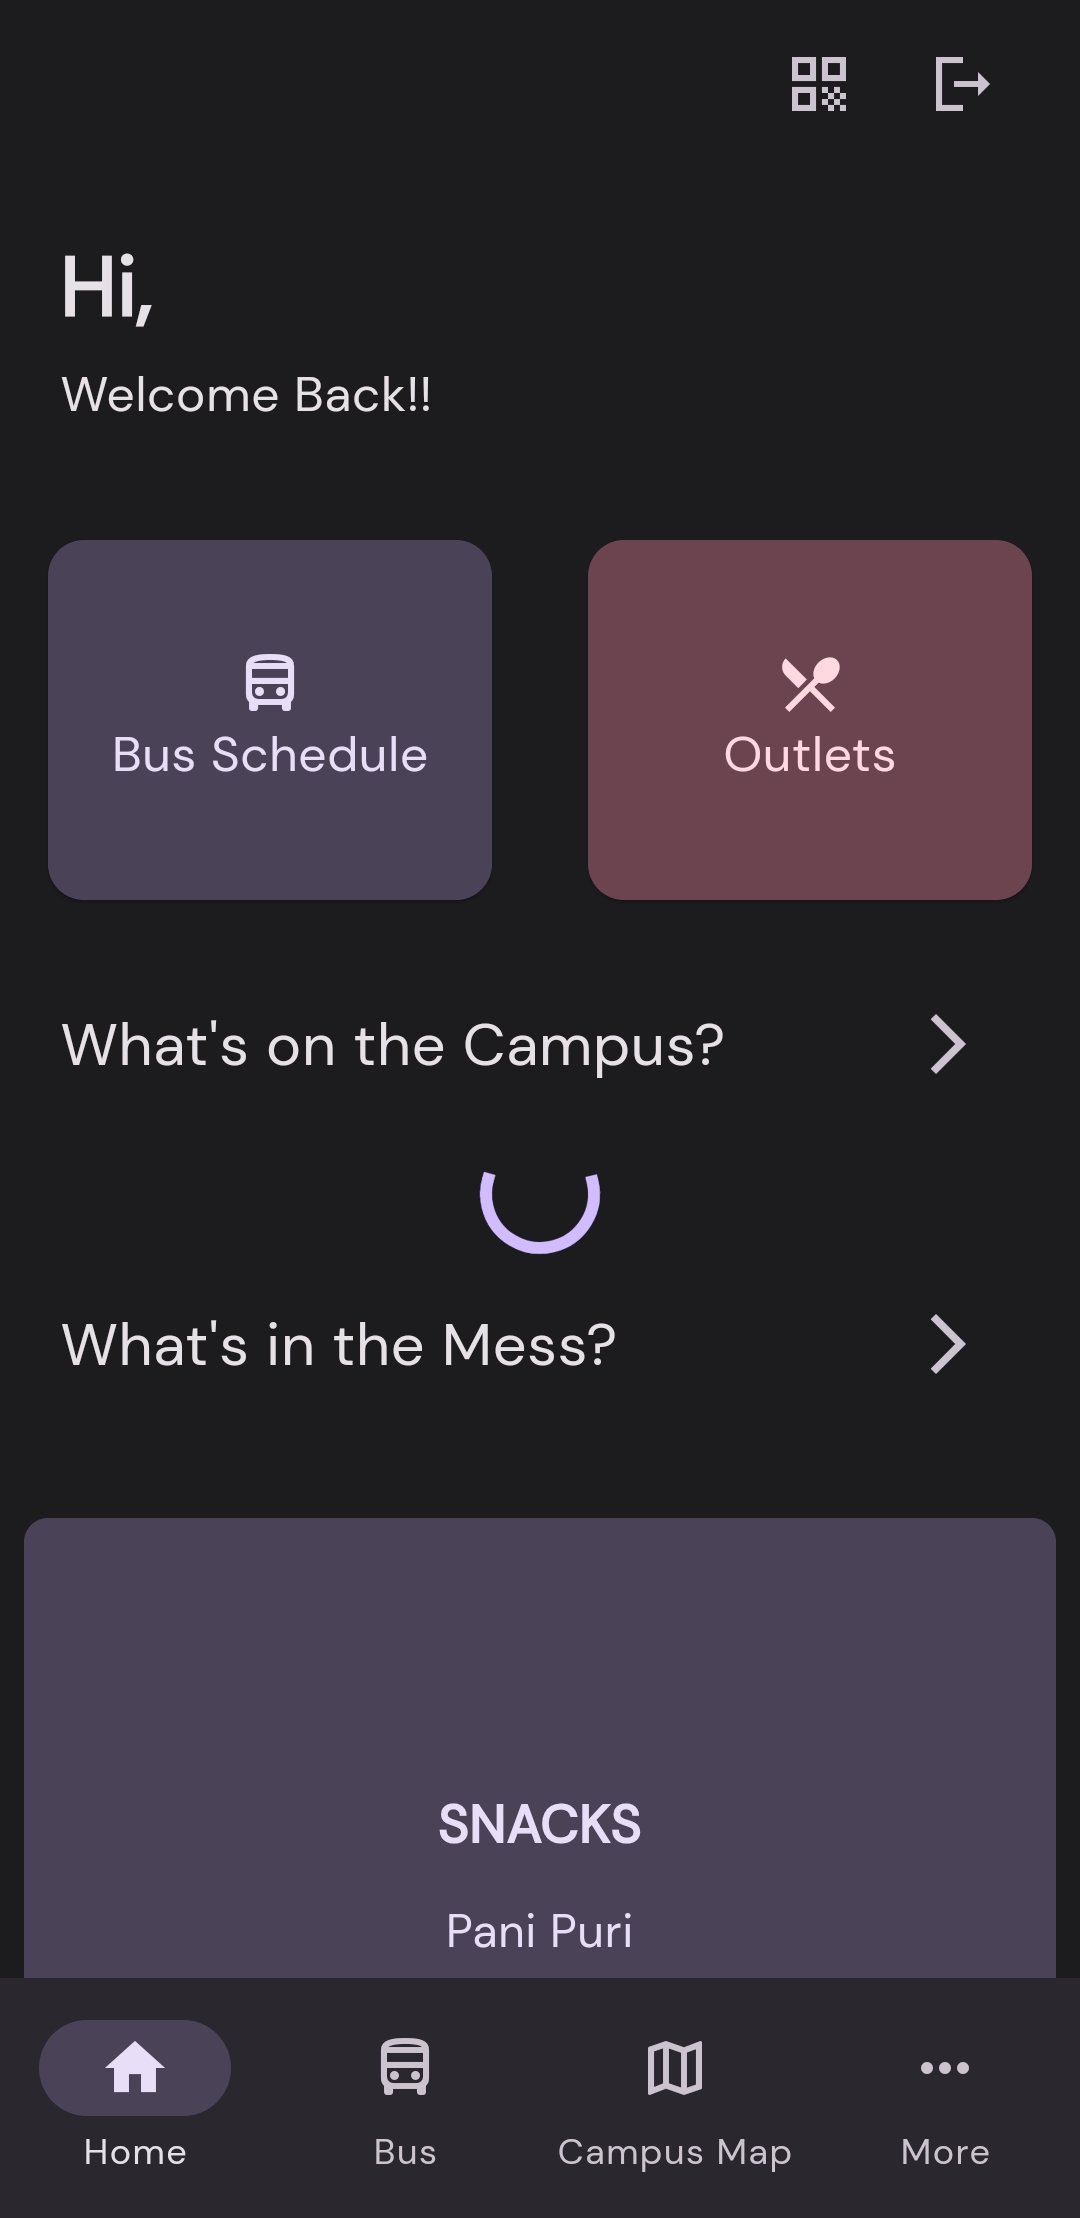 Hi,
Welcome Back!!
Bus Schedule
Outlets
What's on the Campus?
What's in the Mess?
SNACKS
Pani Puri
Home
Bus
Campus Map
More